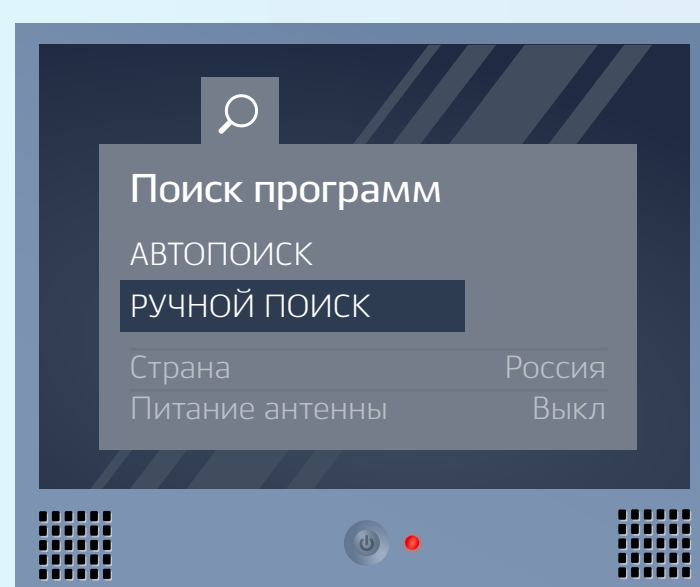 Поиск программ
АВТОПОИСК
РУЧНОЙ ПОИСК
Страна Россия
Питание антенны Выкл